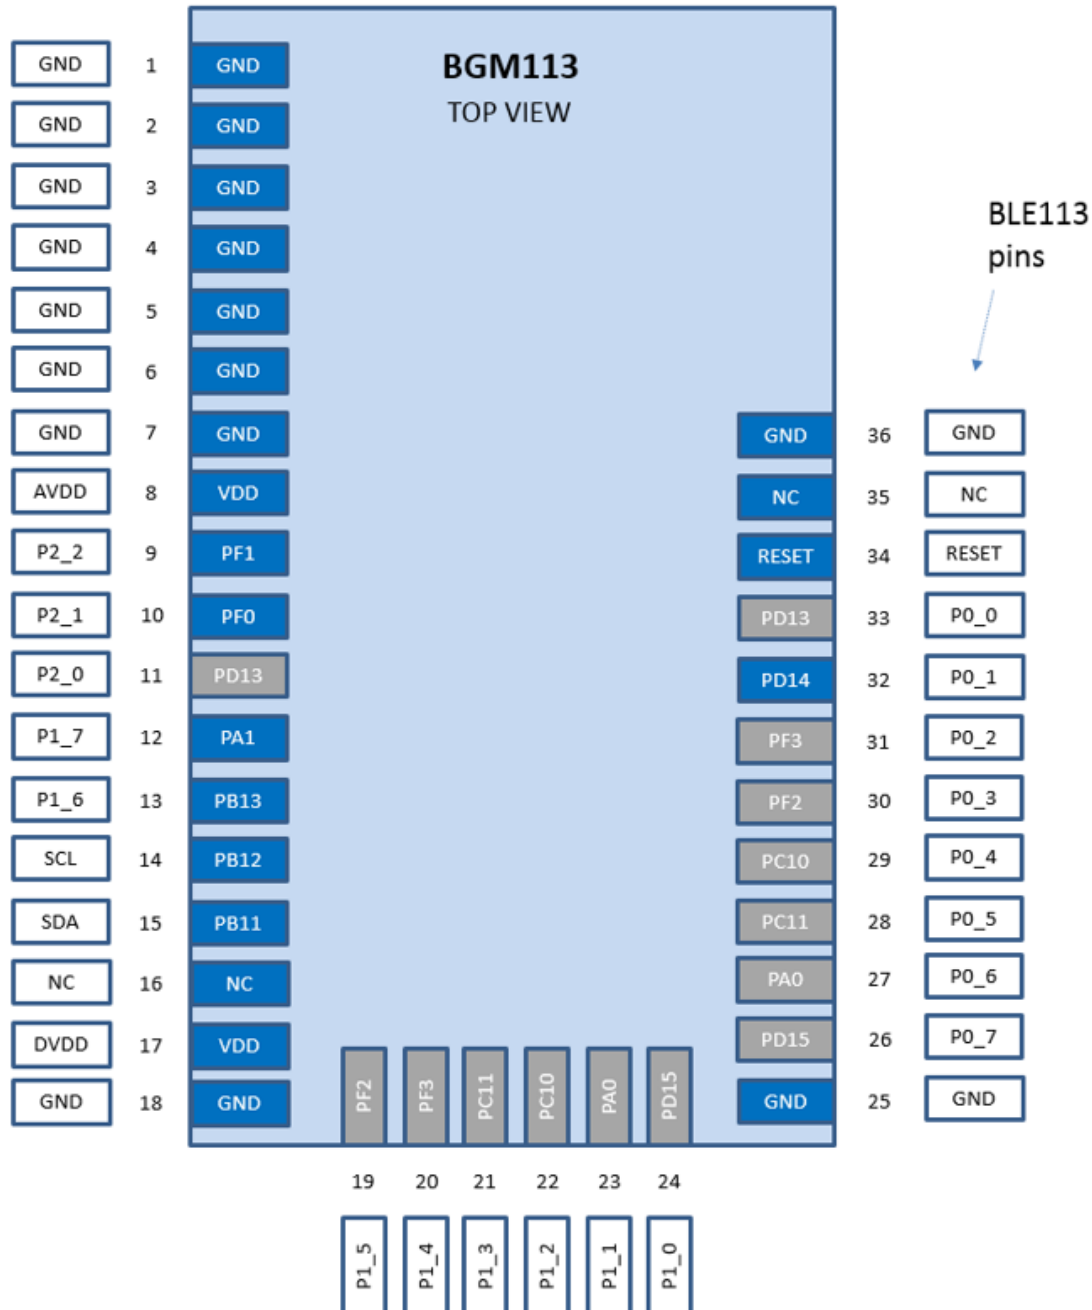 BGM113
TOP VIEW
BLE113
pins
GND 1 GND
GND 2 GND
GND 3 GND
GND 4 GND
GND 5 GND
GND 6 GND
GND 7 GND GND 36 GND
AVDD 8 VDD NC 35 NC
P2_2 9 PF1 RESET 34 RESET
P2_1 10 PF0 PD13 33 P0_0
P2_0 11 PD13 PD14 32 P0_1
P1_7 12 PA1 PF3 31 P0_2
P1_6 13 PB13 PF2 30 P0_3
SCL 14 PB12 PC10 29 P0_4
SDA 15 PB11 PC11 28 P0_5
NC 16 NC PA0 27 P0_6
DVDD 17 VDD PD15 26 P0_7
GND 18 GND GND 25 GND
PF2 PF3 PC11 PC10 PA0 PD15
19 20 21 22 23 24
P1_5 P1_4 P1_3 P1_2 P1_1 P1_0